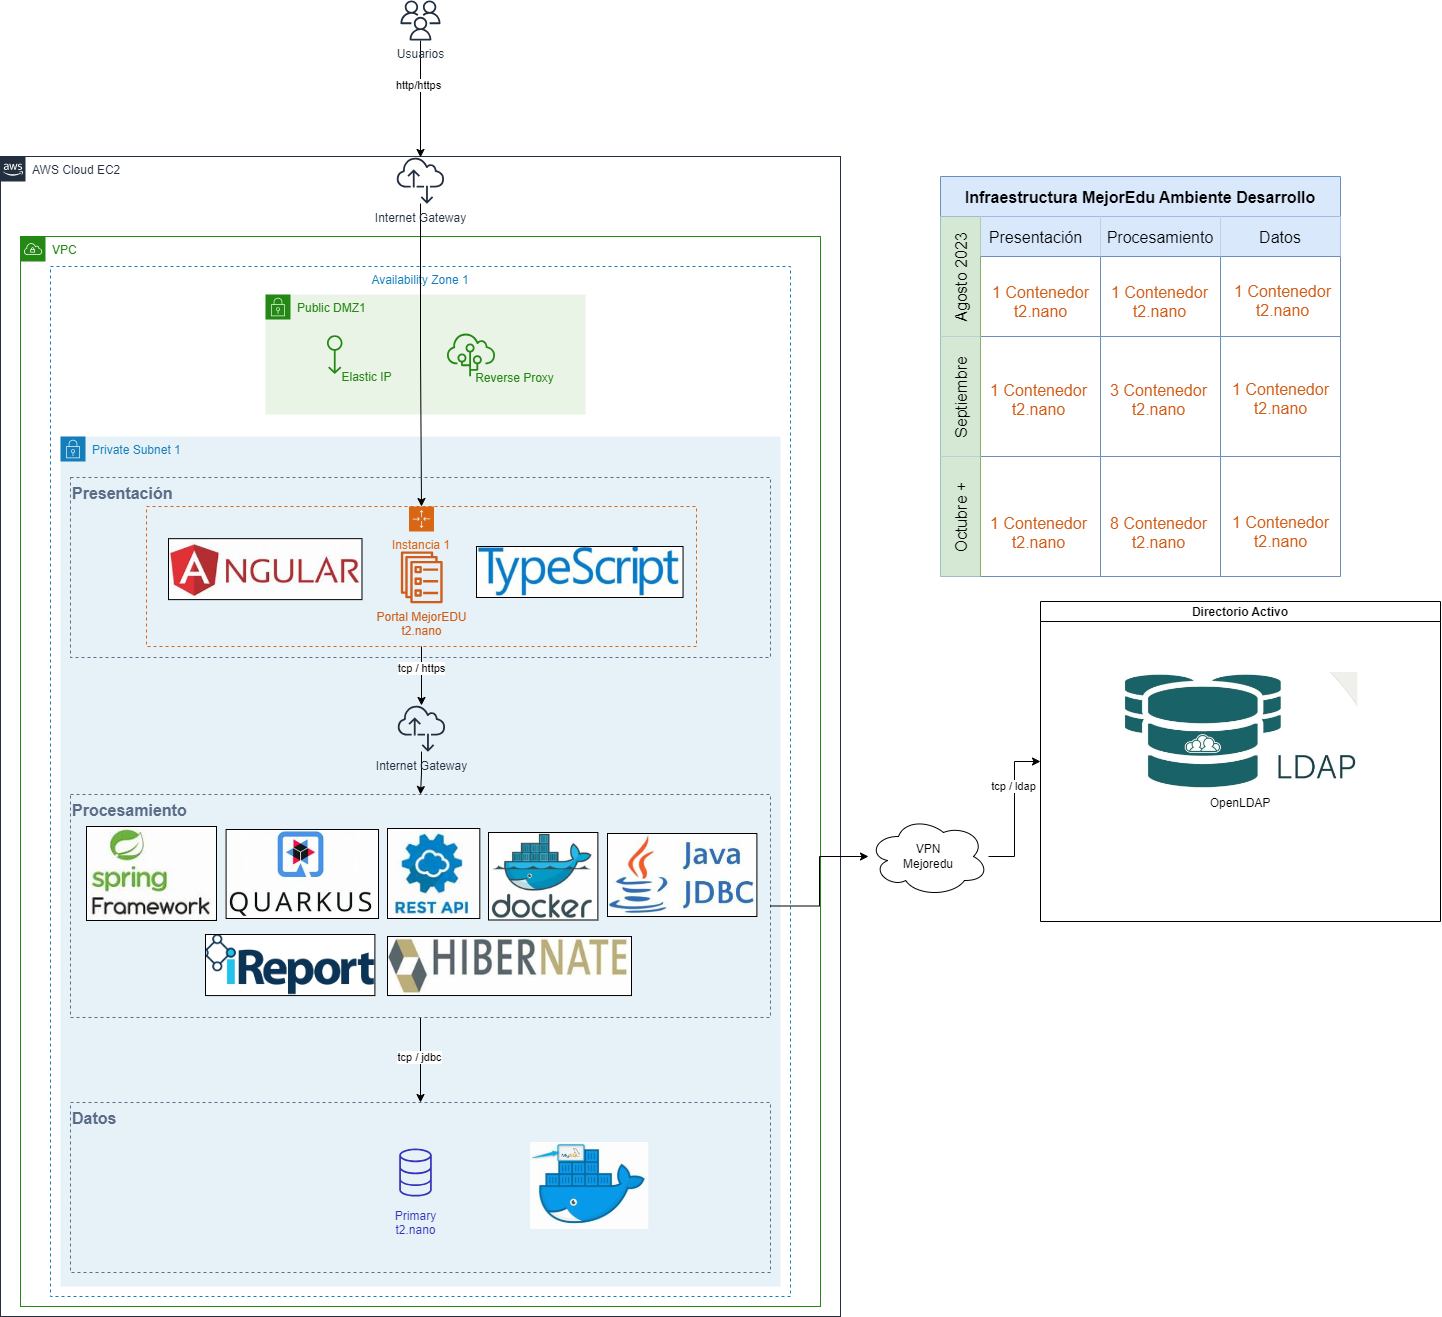 Usuarios
http/https
aws
AWS Cloud EC2
Internet Gateway
VPC
Availability Zone 1
Public DMZ1
Elastic IP
Reverse Proxy
Private Subnet 1
Presentación
Instancia 1
ANGULAR
TypeScript
Portal MejorEDU
t2.nano
tcp / https
Internet Gateway
Procesamiento
spring
Framework
QUARKUS
REST API
docker
Java
JDBC
iReport
HIBERNATE
tcp / jdbc
Datos
Primary
t2.nano
Infraestructura MejorEdu Ambiente Desarrollo
Agosto 2023
Presentación
Procesamiento
Datos
1 Contenedor
t2.nano
1 Contenedor
t2.nano
1 Contenedor
t2.nano
Septiembre
1 Contenedor
t2.nano
3 Contenedor
t2.nano
1 Contenedor
t2.nano
Octubre +
1 Contenedor
t2.nano
8 Contenedor
t2.nano
1 Contenedor
t2.nano
Directorio Activo
LDAP
OpenLDAP
tcp / ldap
VPN
Mejoredu